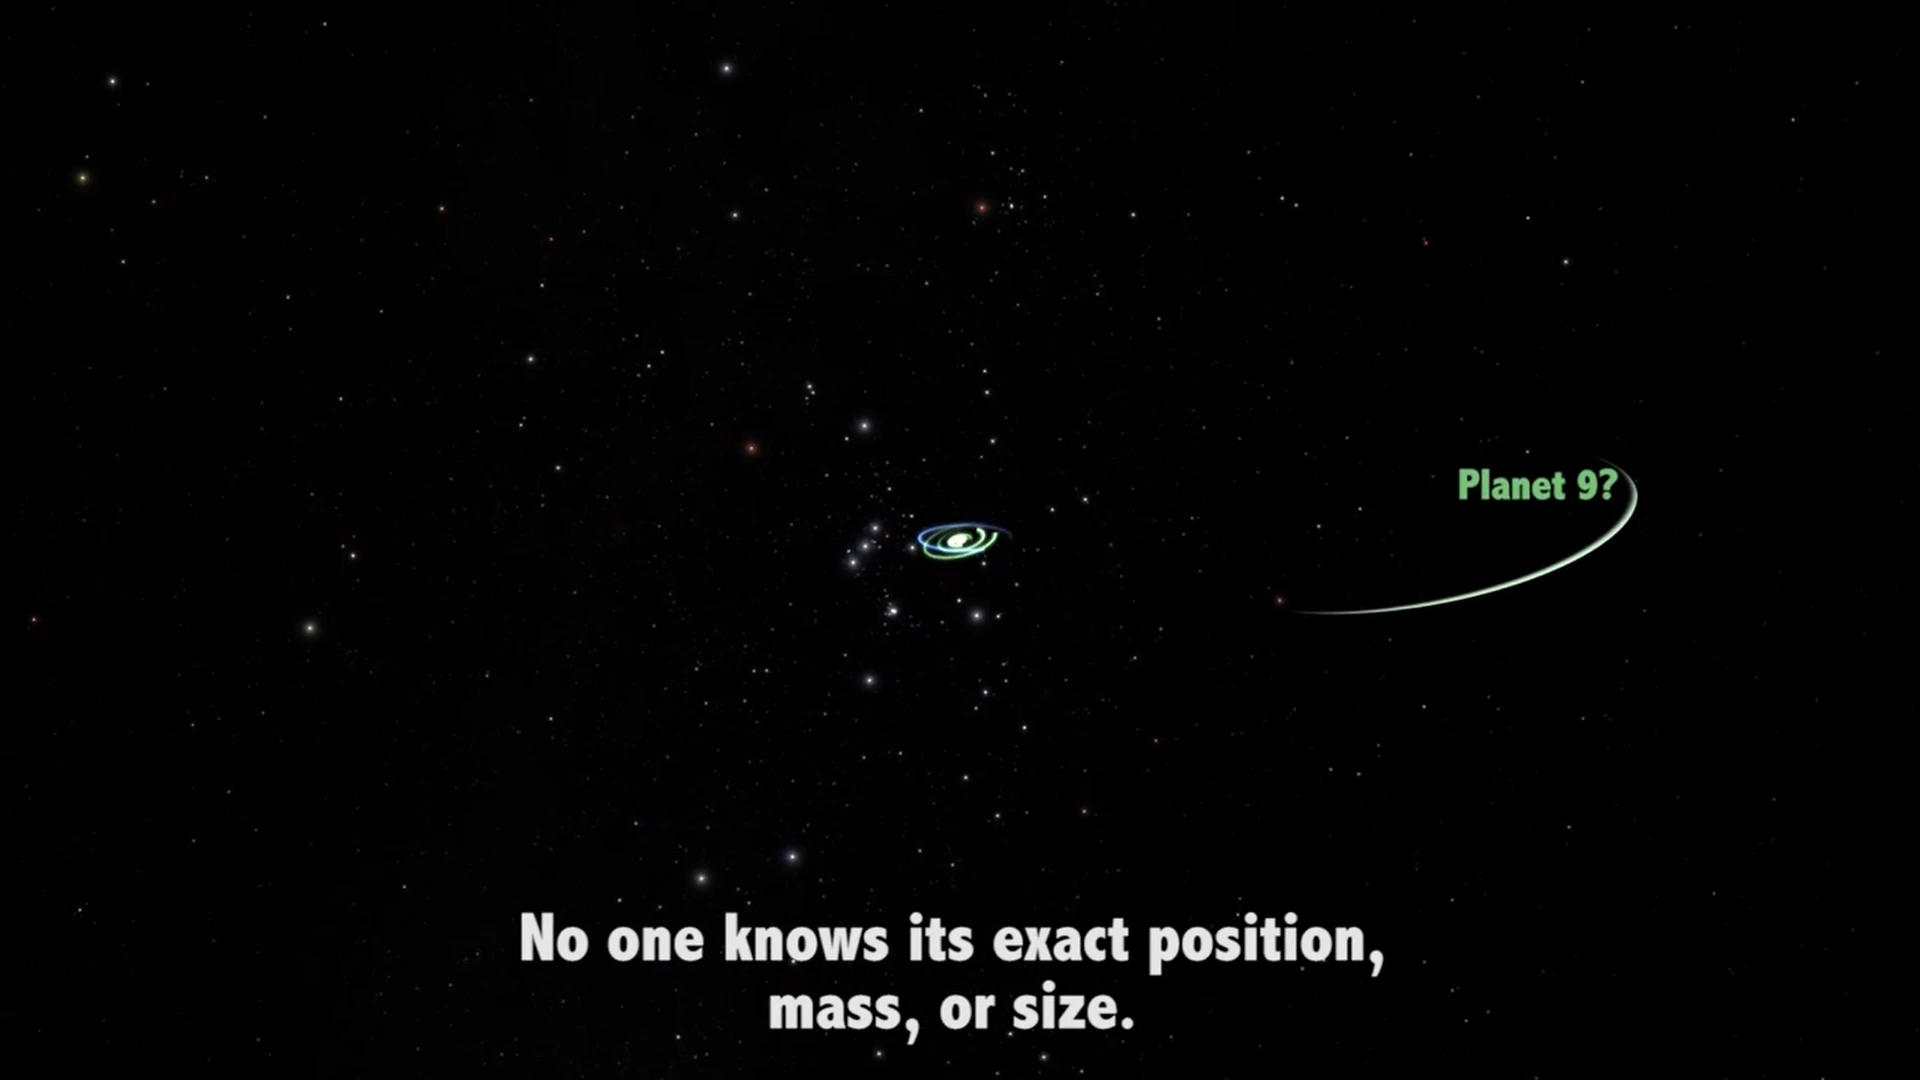 Planet 9?
No one knows its exact position,
mass, or size.